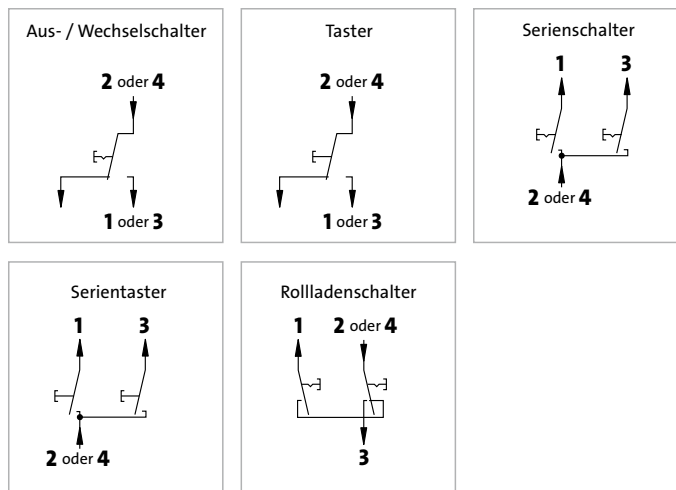 Aus- / Wechselschalter
2 oder 4
1 oder 3
Taster
2 oder 4
1 oder 3
Serienschalter
1 3
2 oder 4
Serientaster
1 3
2 oder 4
Rollladenschalter
1 2 oder 4
3